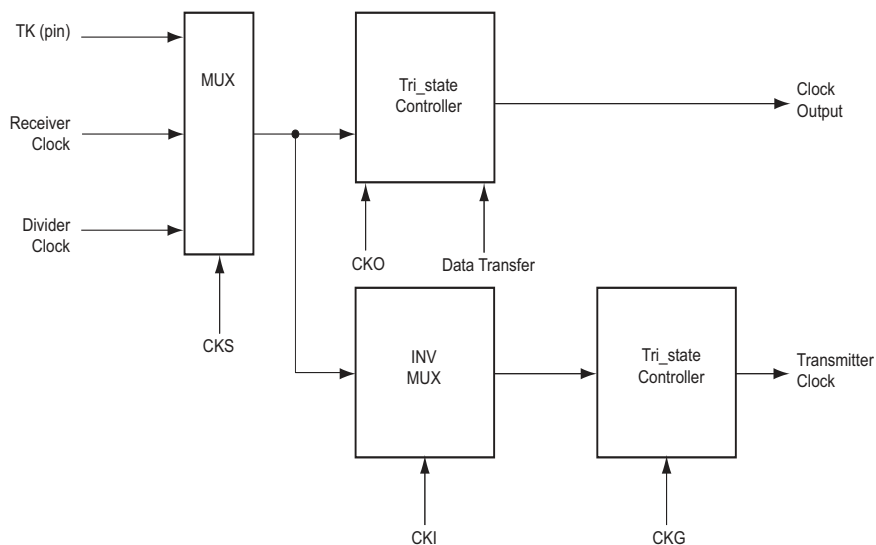 TK (pin)
MUX
Tri_state
Controller
Clock
Output
Receiver
Clock
Divider
Clock
CKO
Data Transfer
CKS
INV
MUX
Tri_state
Controller
Transmitter
Clock
CKI
CKG